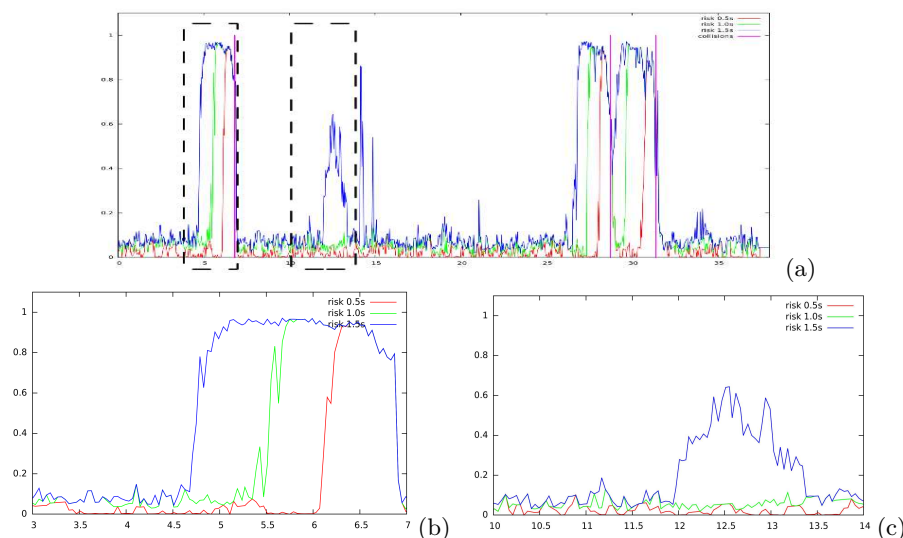 risk 0.5s
risk 1.0s
risk 1.5s
collisions
1
0.8
0.6
0.4
0.2
0
0 5 10 15 20 25 30 35
(a)
risk 0.5s
risk 1.0s
risk 1.5s
1
0.8
0.6
0.4
0.2
0
3 3.5 4 4.5 5 5.5 6 6.5 7
(b)
risk 0.5s
risk 1.0s
risk 1.5s
1
0.8
0.6
0.4
0.2
0
10 10.5 11 11.5 12 12.5 13 13.5 14
(c)